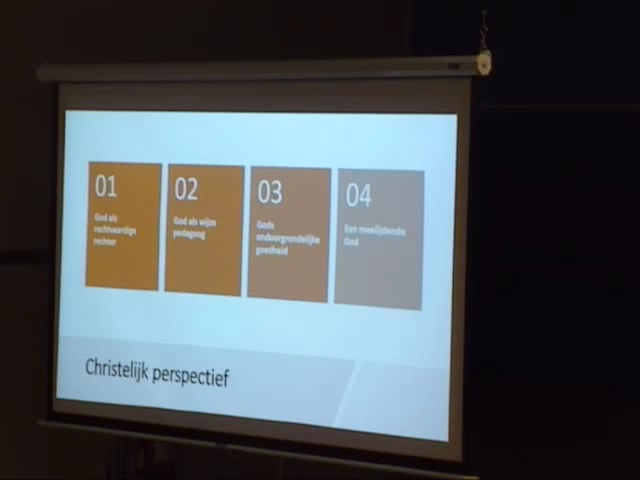 01
God als
rechtvaardige
rechter
02
God als wijze
pedagoog
03
Gods
ondoorgrondelijke
goedheid
04
Een meelijdende
God
Christelijk perspectief